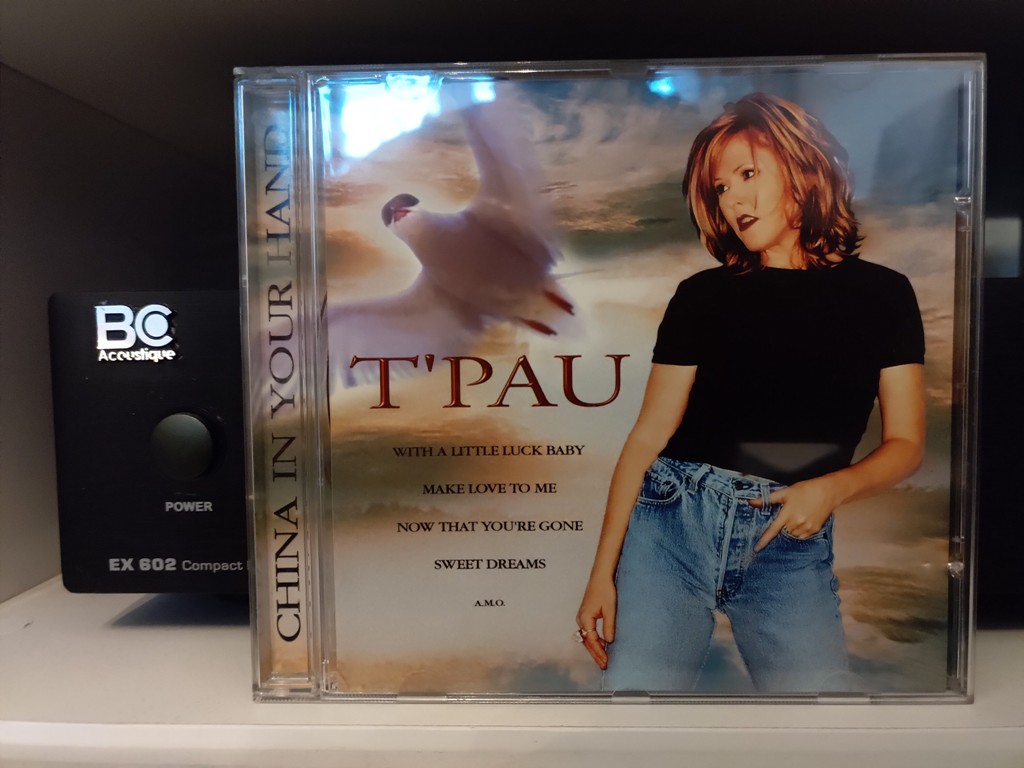 CHINA IN YOUR HAND
T'PAU
WITH A LITTLE LUCK BABY
MAKE LOVE TO ME
NOW THAT YOU'RE GONE
SWEET DREAMS
A.M.O.
BC
Acoustique
POWER
EX 602 Compact